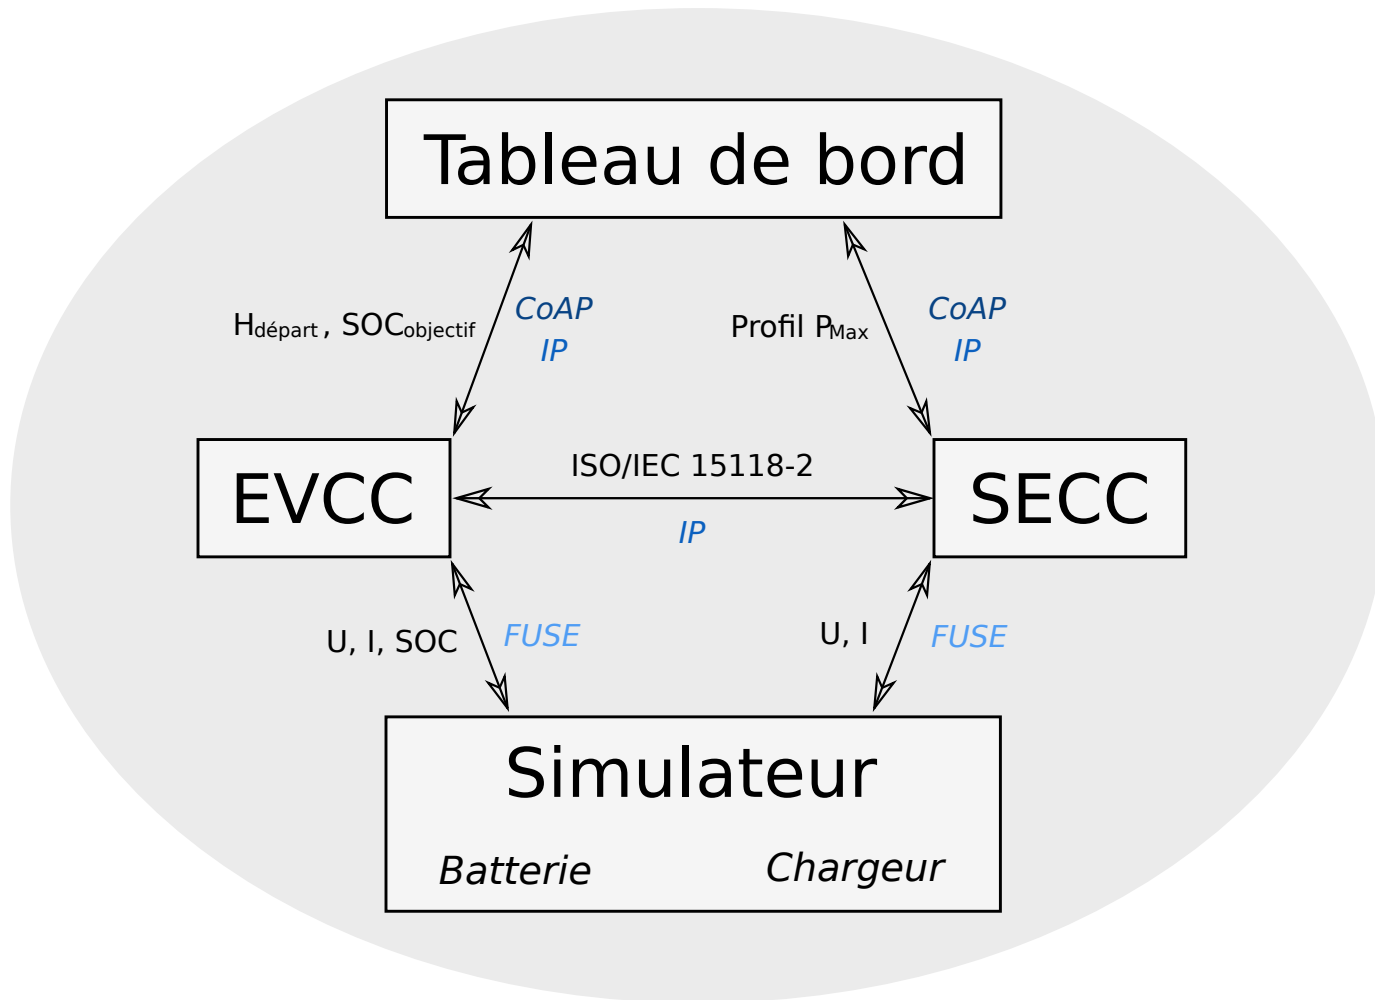 Tableau de bord
CoAP
CoAP
Hdépart, SOCobjectif
Profil PMax
IP
IP
ISO/IEC 15118-2
EVCC
SECC
IP
U, I, SOC
FUSE
U, I
FUSE
Simulateur
Batterie
Chargeur